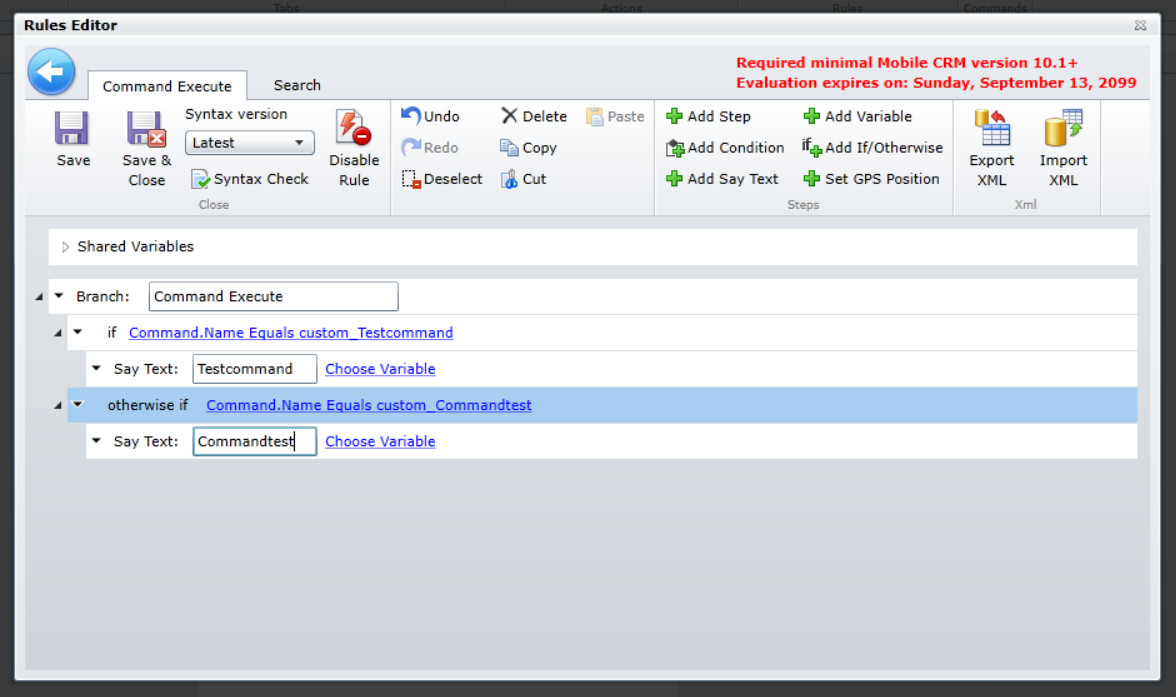 Tabs Actions Rules Commands
Rules Editor
Required minimal Mobile CRM version 10.1+
Evaluation expires on: Sunday, September 13, 2099
Command Execute Search
Save
Save & Close
Syntax version
Latest
Syntax Check
Disable Rule
Close
Undo Delete Paste
Redo Copy
Deselect Cut
Add Step Add Variable
Add Condition if Add If/Otherwise
Add Say Text Set GPS Position
Steps
Export XML
Import XML
Xml
Shared Variables
Branch: Command Execute
if Command.Name Equals custom_Testcommand
Say Text: Testcommand Choose Variable
otherwise if Command.Name Equals custom_Commandtest
Say Text: Commandtest Choose Variable